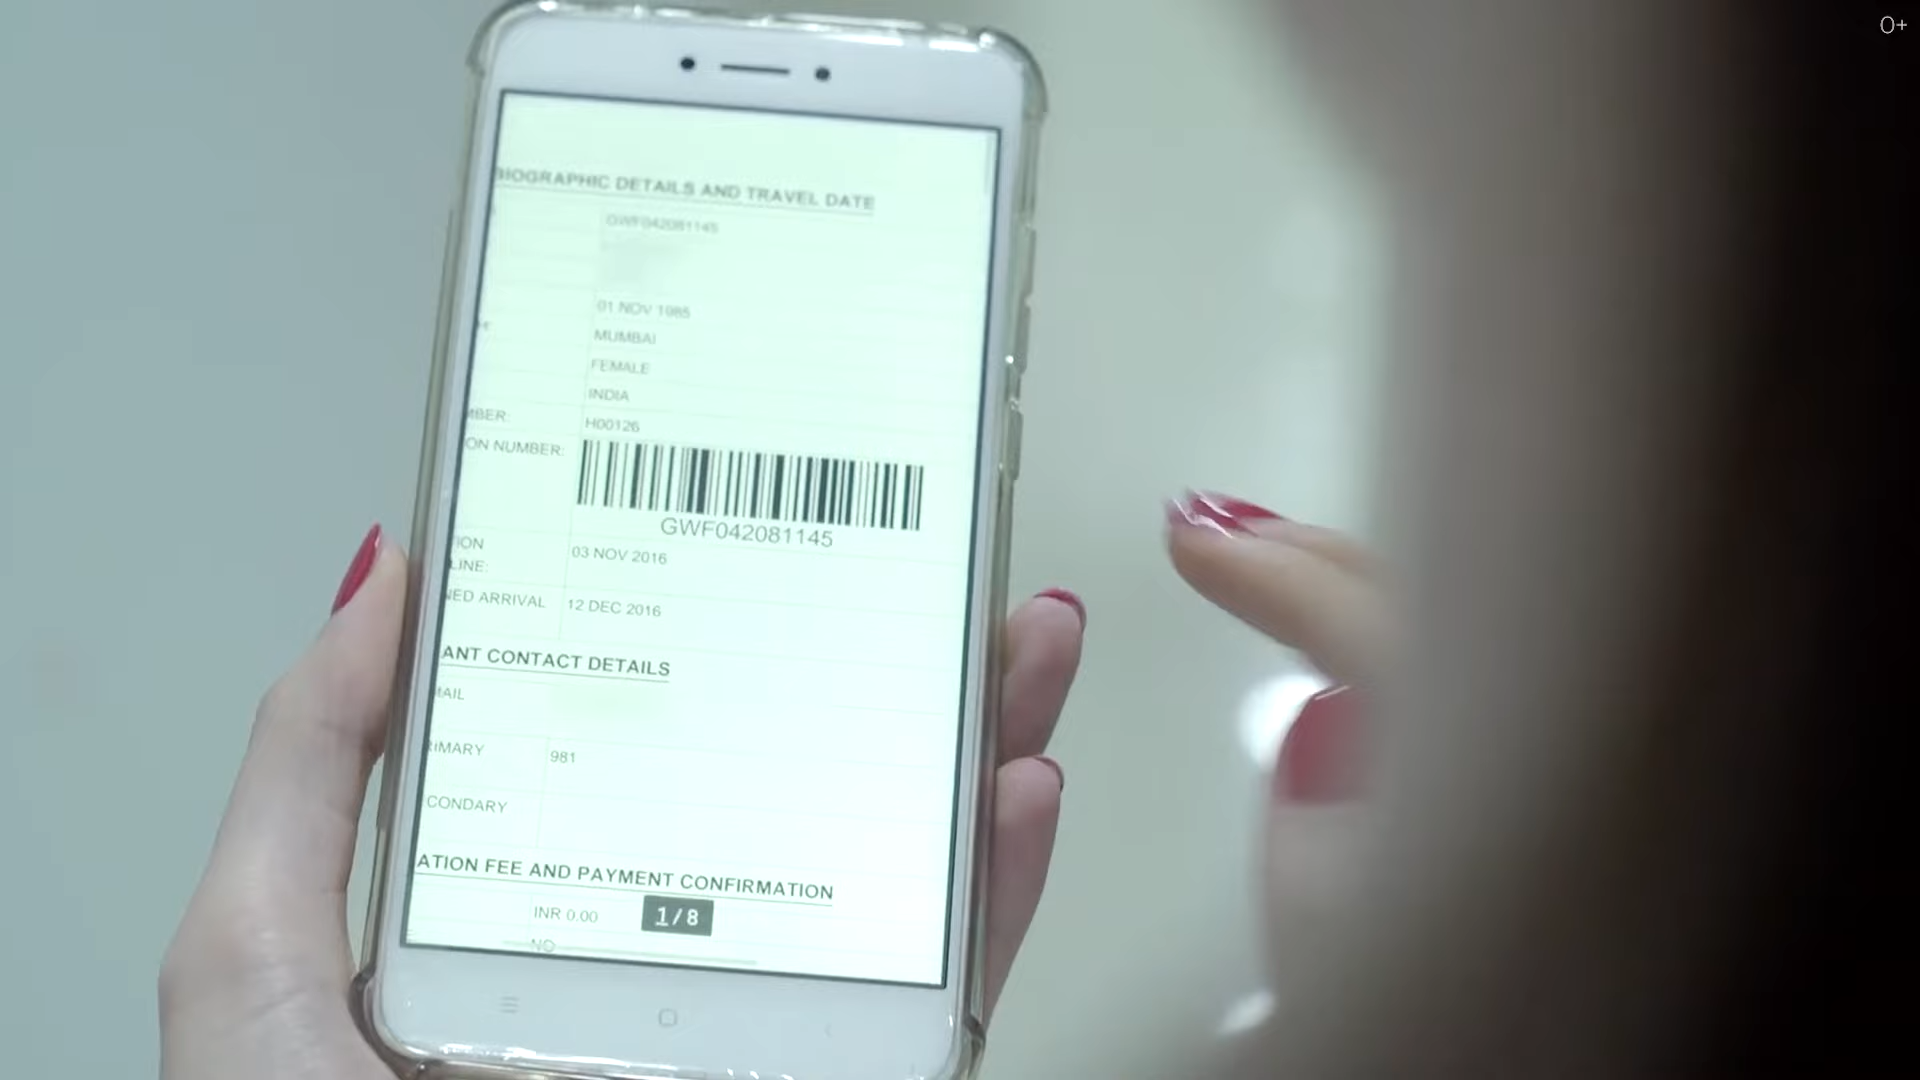 0+
BIOGRAPHIC DETAILS AND TRAVEL DATE
GWF042081145
01 NOV 1985
MUMBAI
FEMALE
INDIA
MBER: H00126
ON NUMBER:
GWF042081145
ION
LINE: 03 NOV 2016
NED ARRIVAL 12 DEC 2016
ANT CONTACT DETAILS
MAIL
RIMARY 981
CONDARY
ATION FEE AND PAYMENT CONFIRMATION
INR 0.00
1/8
NO